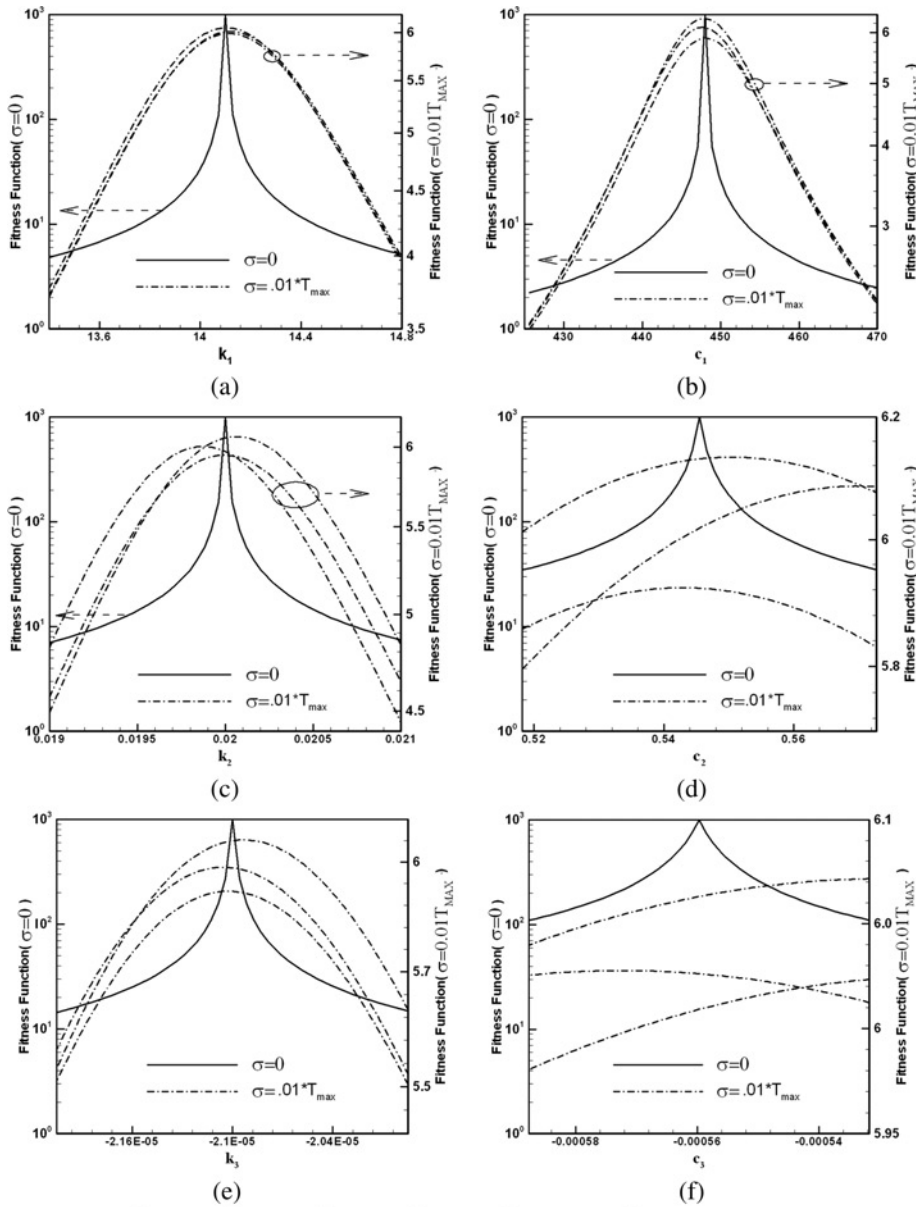 Fitness Function( σ=0)
10³
10²
10¹
10⁰
6
5.5
5
4.5
4
3.5
Fitness Function( σ=0.01T_MAX )
σ=0
σ=.01*T_max
13.6 14 14.4 14.8
k₁
(a)
Fitness Function( σ=0)
10³
10²
10¹
10⁰
6
5
4
3
Fitness Function( σ=0.01T_MAX )
σ=0
σ=.01*T_max
430 440 450 460 470
c₁
(b)
Fitness Function( σ=0)
10³
10²
10¹
10⁰
6
5.5
5
4.5
Fitness Function( σ=0.01T_MAX )
σ=0
σ=.01*T_max
0.019 0.0195 0.02 0.0205 0.021
k₂
(c)
Fitness Function( σ=0)
10³
10²
10¹
10⁰
6.2
6
5.8
Fitness Function( σ=0.01T_MAX )
σ=0
σ=.01*T_max
0.52 0.54 0.56
c₂
(d)
Fitness Function( σ=0)
10³
10²
10¹
10⁰
6
5.7
5.5
Fitness Function( σ=0.01T_MAX )
σ=0
σ=.01*T_max
-2.16E-05 -2.1E-05 -2.04E-05
k₃
(e)
Fitness Function( σ=0)
10³
10²
10¹
10⁰
6.1
6.0
6
5.95
Fitness Function( σ=0.01T_MAX )
σ=0
σ=.01*T_max
-0.00058 -0.00056 -0.00054
c₃
(f)